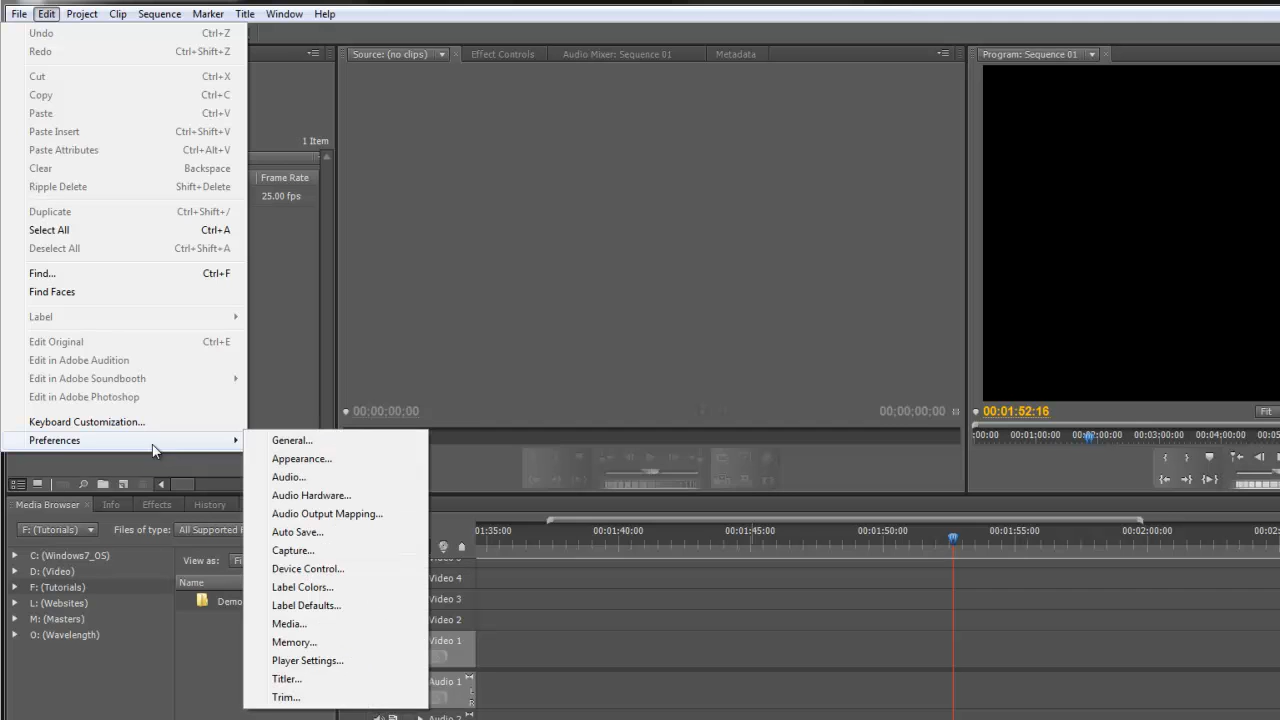 File Edit Project Clip Sequence Marker Title Window Help
Undo Ctrl+Z
Redo Ctrl+Shift+Z
Cut Ctrl+X
Copy Ctrl+C
Paste Ctrl+V
Paste Insert Ctrl+Shift+V
Paste Attributes Ctrl+Alt+V
Clear Backspace
Ripple Delete Shift+Delete
Duplicate Ctrl+Shift+/
Select All Ctrl+A
Deselect All Ctrl+Shift+A
Find... Ctrl+F
Find Faces
Label
Edit Original Ctrl+E
Edit in Adobe Audition
Edit in Adobe Soundbooth
Edit in Adobe Photoshop
Keyboard Customization...
Preferences
General...
Appearance...
Audio...
Audio Hardware...
Audio Output Mapping...
Auto Save...
Capture...
Device Control...
Label Colors...
Label Defaults...
Media...
Memory...
Player Settings...
Titler...
Trim...
1 Item
Frame Rate
25.00 fps
Source: (no clips) Effect Controls Audio Mixer: Sequence 01 Metadata
00;00;00;00 00;00;00;00
Program: Sequence 01
00:01:52:16 Fit
:00:00 00:01:00:00 00:02:00:00 00:03:00:00 00:04:00:00 00:05:00:00
Media Browser Info Effects History
F: (Tutorials) Files of type: All Supported
C: (Windows7_OS)
D: (Video)
F: (Tutorials)
L: (Websites)
M: (Masters)
O: (Wavelength)
View as:
Name
Demo
:01:35:00 00:01:40:00 00:01:45:00 00:01:50:00 00:01:55:00 00:02:00:00 00:02
Video 4
Video 3
Video 2
Video 1
Audio 1
L
R
Audio 2